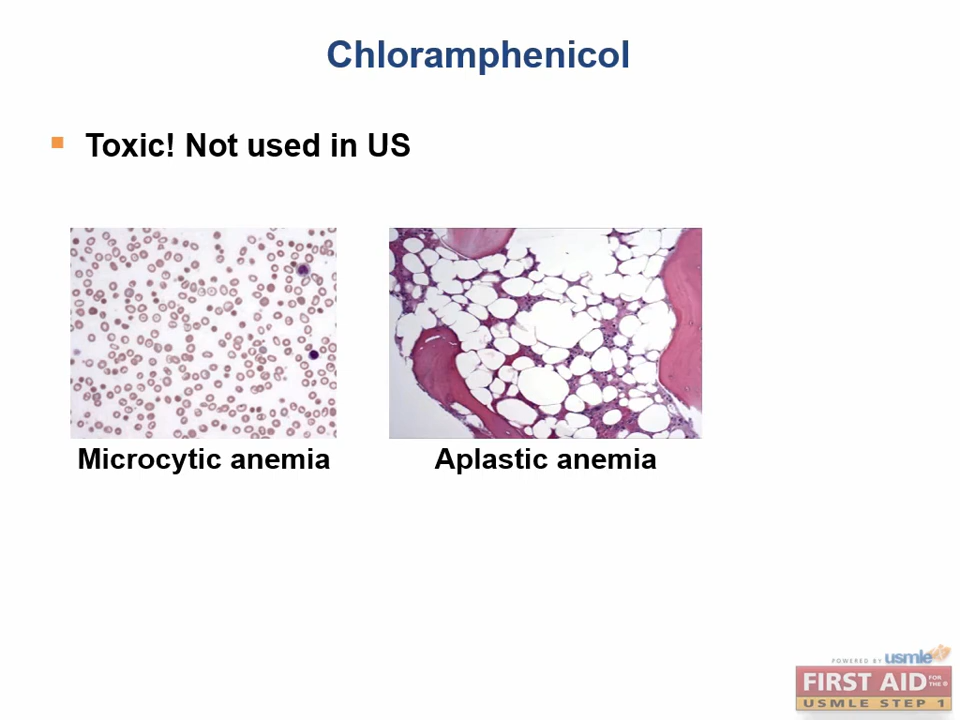 Chloramphenicol
Toxic! Not used in US
Microcytic anemia
Aplastic anemia
POWERED BY usmle
FIRST AID FOR THE ®
USMLE STEP 1